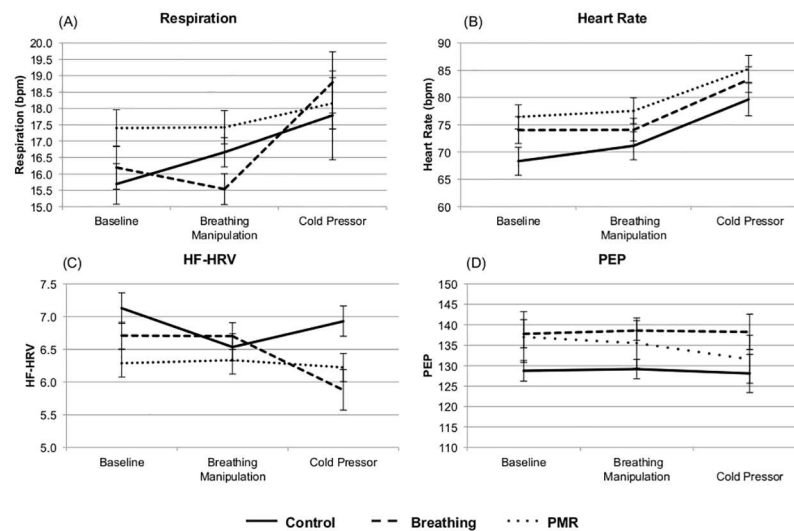 (A) Respiration
Respiration (bpm)
20.0
19.0
18.5
18.0
17.5
17.0
16.5
16.0
15.5
15.0
Baseline Breathing Manipulation Cold Pressor
(B) Heart Rate
Heart Rate (bpm)
90
85
80
75
70
65
60
Baseline Breathing Manipulation Cold Pressor
(C) HF-HRV
HF-HRV
7.5
7.0
6.5
6.0
5.5
5.0
Baseline Breathing Manipulation Cold Pressor
(D) PEP
PEP
150
145
140
135
130
125
120
115
110
Baseline Breathing Manipulation Cold Pressor
Control Breathing PMR